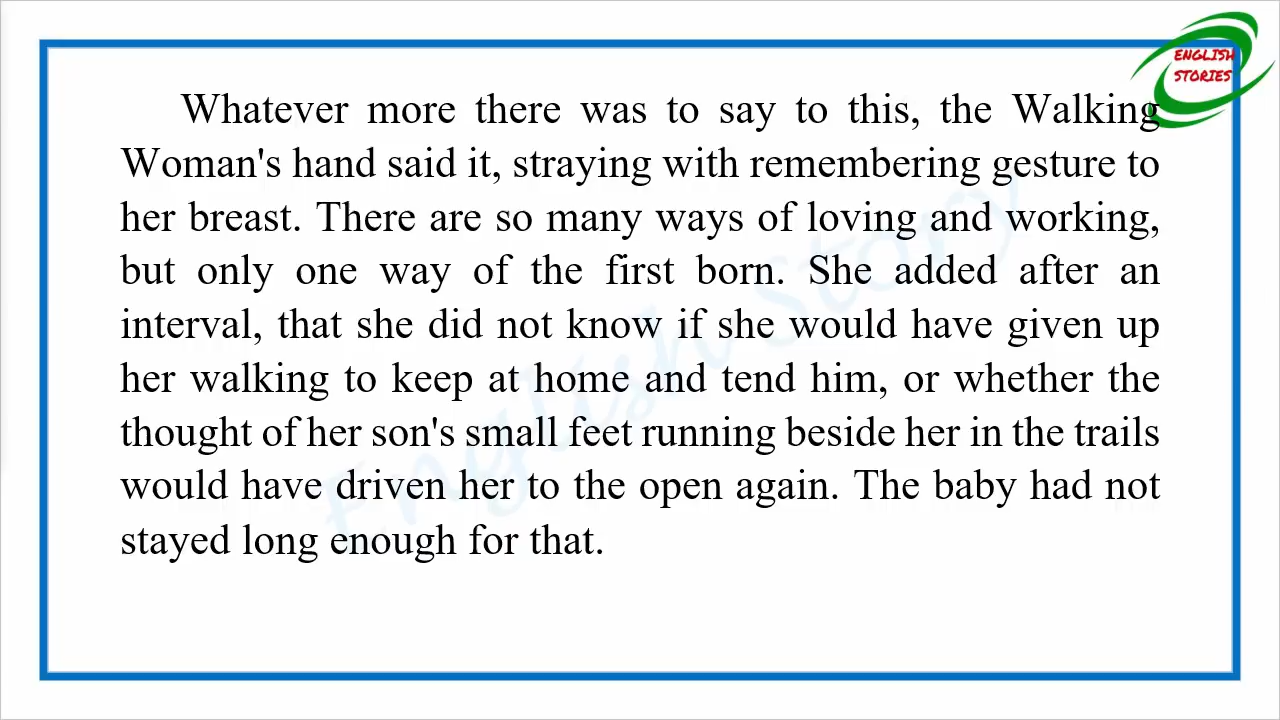 ENGLISH
STORIES
Whatever more there was to say to this, the Walking
Woman's hand said it, straying with remembering gesture to
her breast. There are so many ways of loving and working,
but only one way of the first born. She added after an
interval, that she did not know if she would have given up
her walking to keep at home and tend him, or whether the
thought of her son's small feet running beside her in the trails
would have driven her to the open again. The baby had not
stayed long enough for that.
English Story